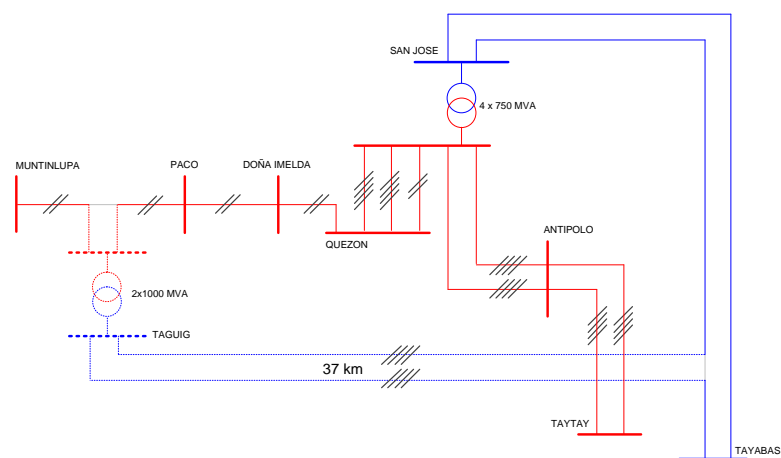 SAN JOSE
4 x 750 MVA
MUNTINLUPA
PACO
DOÑA IMELDA
QUEZON
ANTIPOLO
2x1000 MVA
TAGUIG
37 km
TAYTAY
TAYABAS